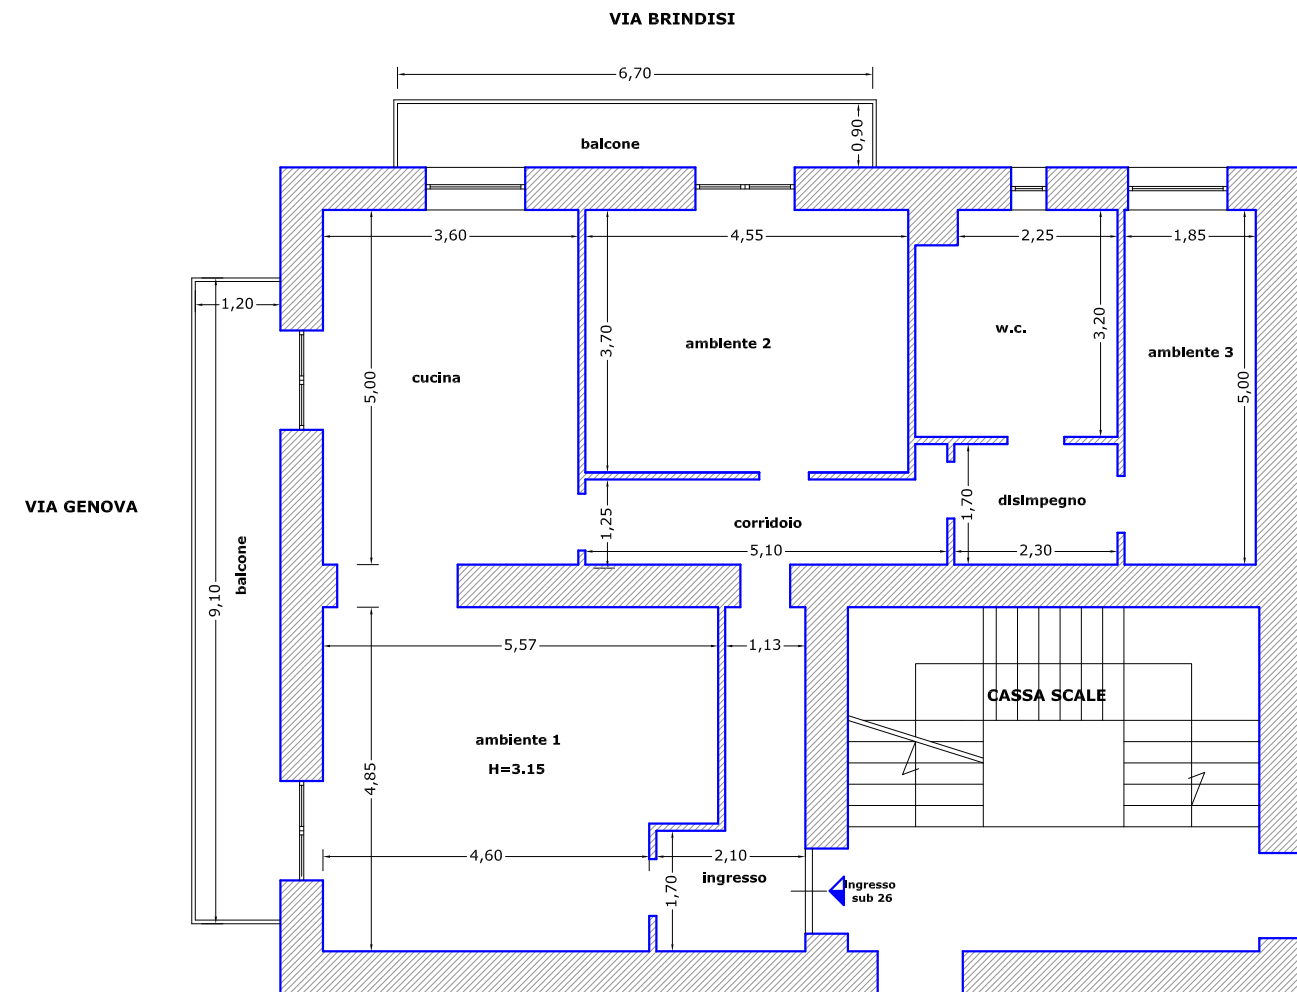 VIA BRINDISI
6,70
0,90
balcone
3,60
4,55
2,25
1,85
1,20
3,70
3,20
w.c.
ambIente 2
ambIente 3
cucina
5,00
5,00
VIA GENOVA
balcone
9,10
1,25
corridoio
1,70
dIsImpegno
5,10
2,30
5,57
1,13
CASSA SCALE
ambiente 1
H=3.15
4,85
4,60
2,10
1,70
ingresso
Ingresso
sub 26